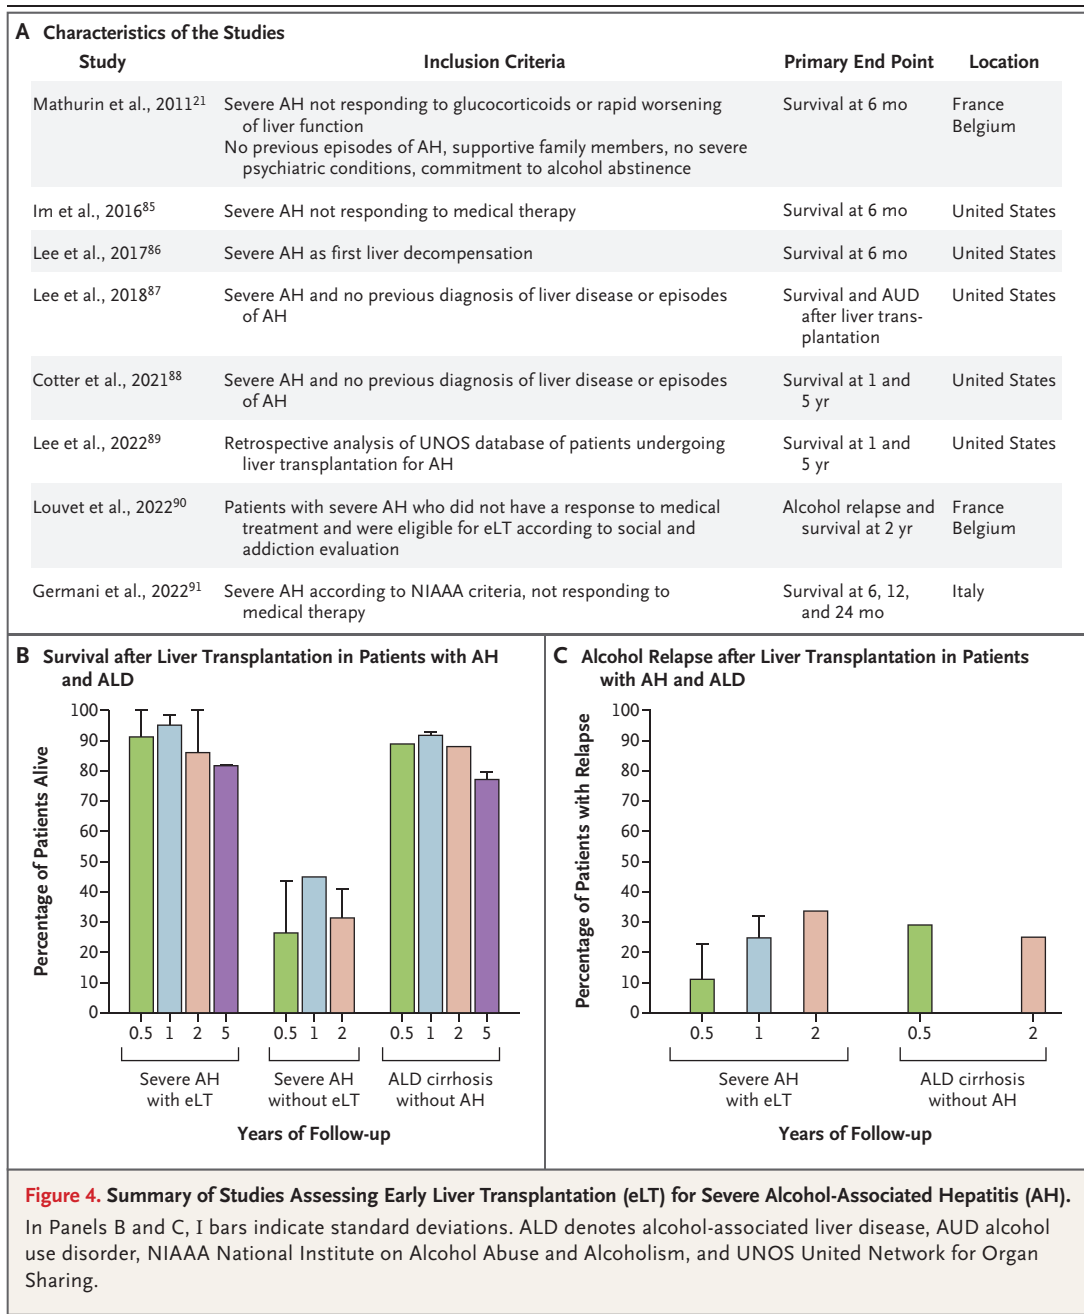 A Characteristics of the Studies
Study Inclusion Criteria Primary End Point Location
Mathurin et al., 2011²¹ Severe AH not responding to glucocorticoids or rapid worsening Survival at 6 mo France
of liver function Belgium
No previous episodes of AH, supportive family members, no severe
psychiatric conditions, commitment to alcohol abstinence
Im et al., 2016⁸⁵ Severe AH not responding to medical therapy Survival at 6 mo United States
Lee et al., 2017⁸⁶ Severe AH as first liver decompensation Survival at 6 mo United States
Lee et al., 2018⁸⁷ Severe AH and no previous diagnosis of liver disease or episodes Survival and AUD United States
of AH after liver trans-
plantation
Cotter et al., 2021⁸⁸ Severe AH and no previous diagnosis of liver disease or episodes Survival at 1 and United States
of AH 5 yr
Lee et al., 2022⁸⁹ Retrospective analysis of UNOS database of patients undergoing Survival at 1 and United States
liver transplantation for AH 5 yr
Louvet et al., 2022⁹⁰ Patients with severe AH who did not have a response to medical Alcohol relapse and France
treatment and were eligible for eLT according to social and survival at 2 yr Belgium
addiction evaluation
Germani et al., 2022⁹¹ Severe AH according to NIAAA criteria, not responding to Survival at 6, 12, Italy
medical therapy and 24 mo
B Survival after Liver Transplantation in Patients with AH
and ALD
Percentage of Patients Alive
100
90
80
70
60
50
40
30
20
10
0
0.5 1 2 5 0.5 1 2 0.5 1 2 5
Severe AH Severe AH ALD cirrhosis
with eLT without eLT without AH
Years of Follow-up
C Alcohol Relapse after Liver Transplantation in Patients
with AH and ALD
Percentage of Patients with Relapse
100
90
80
70
60
50
40
30
20
10
0
0.5 1 2 0.5 2
Severe AH ALD cirrhosis
with eLT without AH
Years of Follow-up
Figure 4. Summary of Studies Assessing Early Liver Transplantation (eLT) for Severe Alcohol-Associated Hepatitis (AH).
In Panels B and C, I bars indicate standard deviations. ALD denotes alcohol-associated liver disease, AUD alcohol
use disorder, NIAAA National Institute on Alcohol Abuse and Alcoholism, and UNOS United Network for Organ
Sharing.